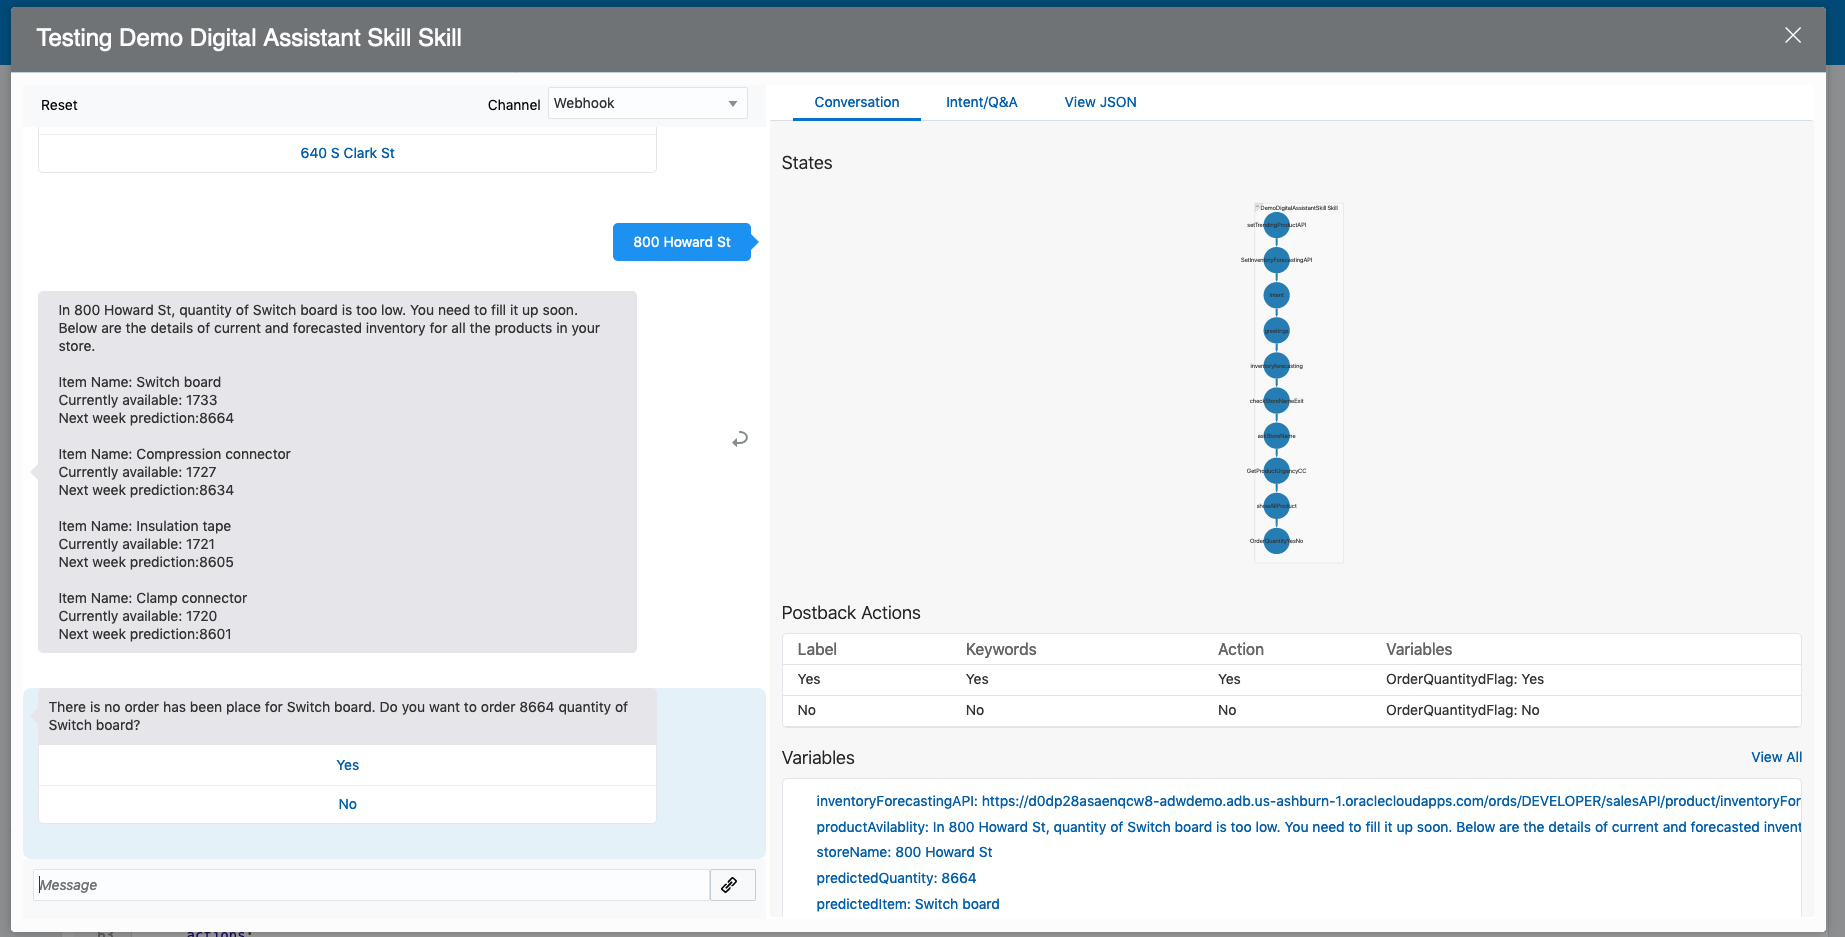 Testing Demo Digital Assistant Skill Skill
Reset
Channel
Webhook
640 S Clark St
800 Howard St
In 800 Howard St, quantity of Switch board is too low. You need to fill it up soon.
Below are the details of current and forecasted inventory for all the products in your
store.
Item Name: Switch board
Currently available: 1733
Next week prediction:8664
Item Name: Compression connector
Currently available: 1727
Next week prediction:8634
Item Name: Insulation tape
Currently available: 1721
Next week prediction:8605
Item Name: Clamp connector
Currently available: 1720
Next week prediction:8601
There is no order has been place for Switch board. Do you want to order 8664 quantity of
Switch board?
Yes
No
Message
Conversation
Intent/Q&A
View JSON
States
DemoDigitalAssistantSkill Skill
setTrendingProductAPI
SetInventoryForecastingAPI
intent
greetings
inventoryforecasting
checkStoreNameExit
askStoreName
GetProductUrgencyCC
showAllProduct
OrderQuantityYesNo
Postback Actions
Label Keywords Action Variables
Yes Yes Yes OrderQuantitydFlag: Yes
No No No OrderQuantitydFlag: No
Variables
View All
inventoryForecastingAPI: https://d0dp28asaenqcw8-adwdemo.adb.us-ashburn-1.oraclecloudapps.com/ords/DEVELOPER/salesAPI/product/inventoryFor
productAvilablity: In 800 Howard St, quantity of Switch board is too low. You need to fill it up soon. Below are the details of current and forecasted invent
storeName: 800 Howard St
predictedQuantity: 8664
predictedItem: Switch board
63 actions: